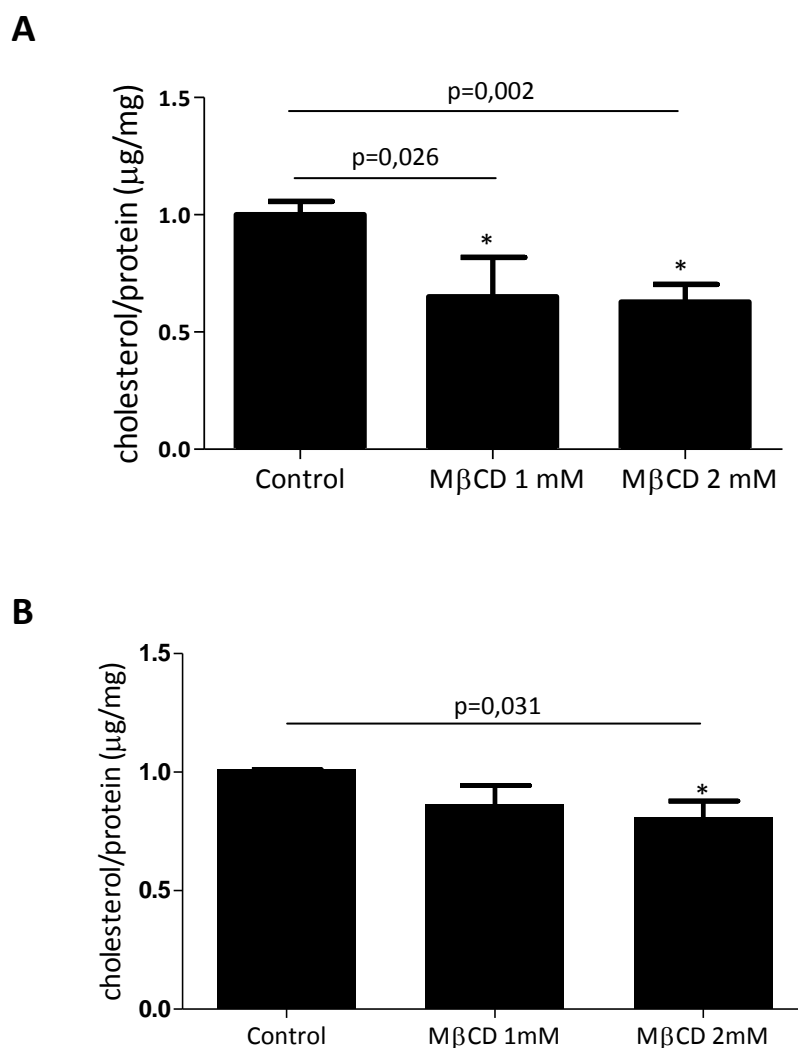 A
cholesterol/protein (μg/mg)
1.5
1.0
0.5
0.0
p=0,002
p=0,026
*
*
Control
MβCD 1 mM
MβCD 2 mM
B
cholesterol/protein (μg/mg)
1.5
1.0
0.5
0.0
p=0,031
*
Control
MβCD 1mM
MβCD 2mM